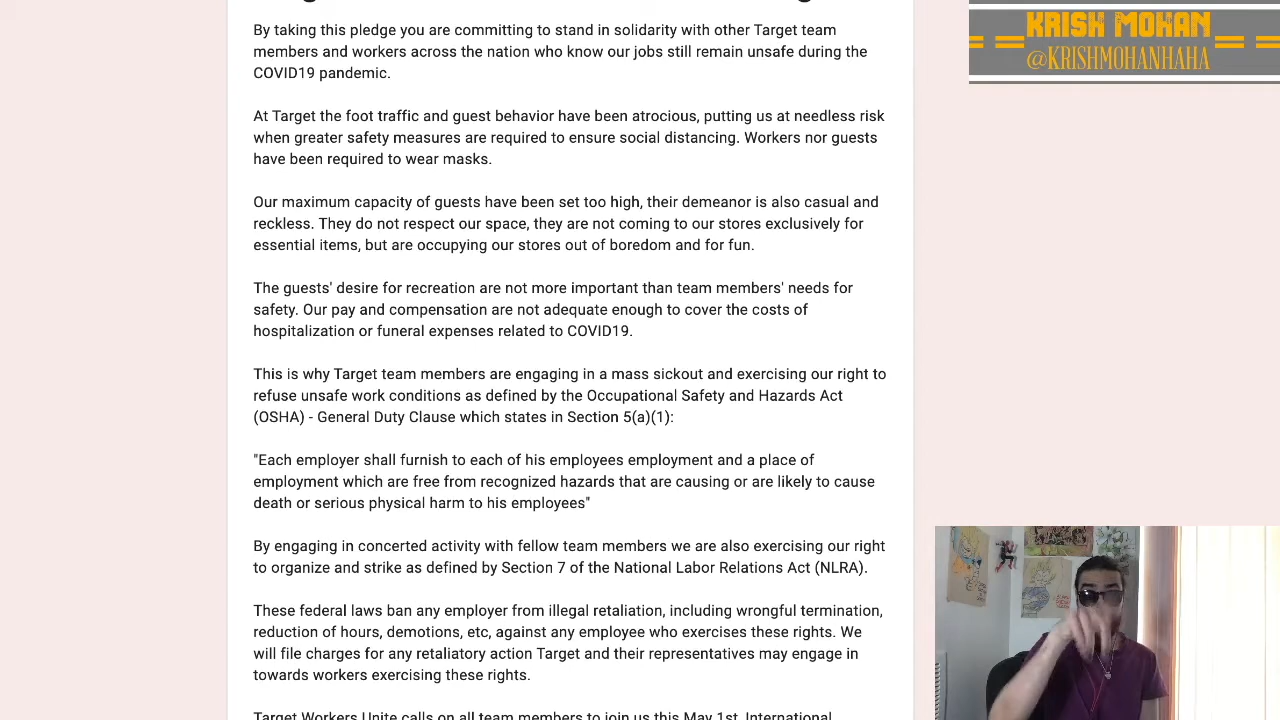 KRISH MOHAN
@KRISHMOHANHAHA
By taking this pledge you are committing to stand in solidarity with other Target team
members and workers across the nation who know our jobs still remain unsafe during the
COVID19 pandemic.
At Target the foot traffic and guest behavior have been atrocious, putting us at needless risk
when greater safety measures are required to ensure social distancing. Workers nor guests
have been required to wear masks.
Our maximum capacity of guests have been set too high, their demeanor is also casual and
reckless. They do not respect our space, they are not coming to our stores exclusively for
essential items, but are occupying our stores out of boredom and for fun.
The guests' desire for recreation are not more important than team members' needs for
safety. Our pay and compensation are not adequate enough to cover the costs of
hospitalization or funeral expenses related to COVID19.
This is why Target team members are engaging in a mass sickout and exercising our right to
refuse unsafe work conditions as defined by the Occupational Safety and Hazards Act
(OSHA) - General Duty Clause which states in Section 5(a)(1):
"Each employer shall furnish to each of his employees employment and a place of
employment which are free from recognized hazards that are causing or are likely to cause
death or serious physical harm to his employees"
By engaging in concerted activity with fellow team members we are also exercising our right
to organize and strike as defined by Section 7 of the National Labor Relations Act (NLRA).
These federal laws ban any employer from illegal retaliation, including wrongful termination,
reduction of hours, demotions, etc, against any employee who exercises these rights. We
will file charges for any retaliatory action Target and their representatives may engage in
towards workers exercising these rights.
Target Workers Unite calls on all team members to join us this May 1st, International